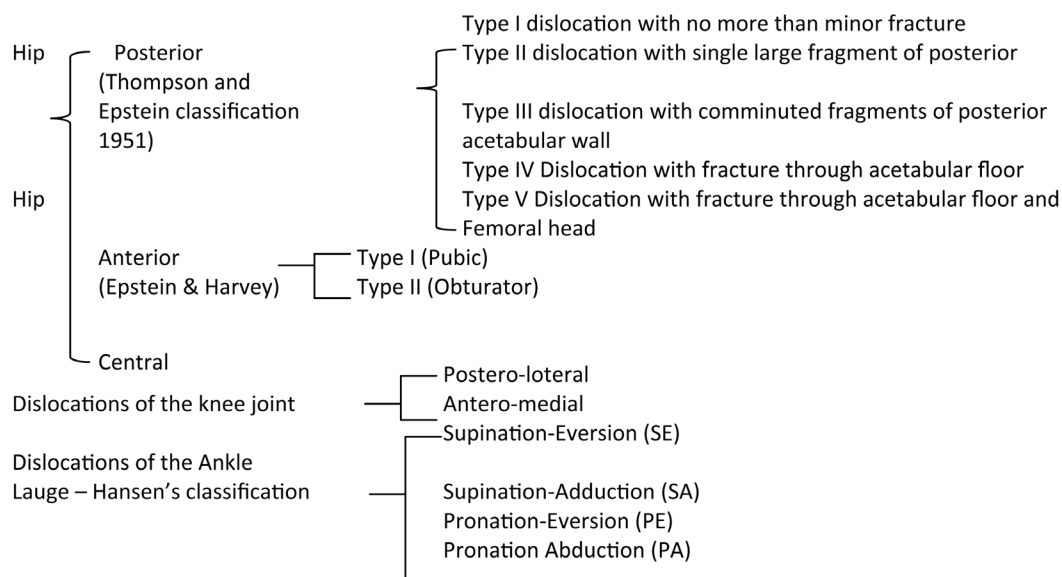 Type I dislocation with no more than minor fracture
Hip
Posterior
Type II dislocation with single large fragment of posterior
(Thompson and
Epstein classification
1951)
Type III dislocation with comminuted fragments of posterior
acetabular wall
Type IV Dislocation with fracture through acetabular floor
Hip
Type V Dislocation with fracture through acetabular floor and
Femoral head
Anterior
(Epstein & Harvey)
Type I (Pubic)
Type II (Obturator)
Central
Postero-loteral
Dislocations of the knee joint
Antero-medial
Supination-Eversion (SE)
Dislocations of the Ankle
Lauge – Hansen’s classification
Supination-Adduction (SA)
Pronation-Eversion (PE)
Pronation Abduction (PA)